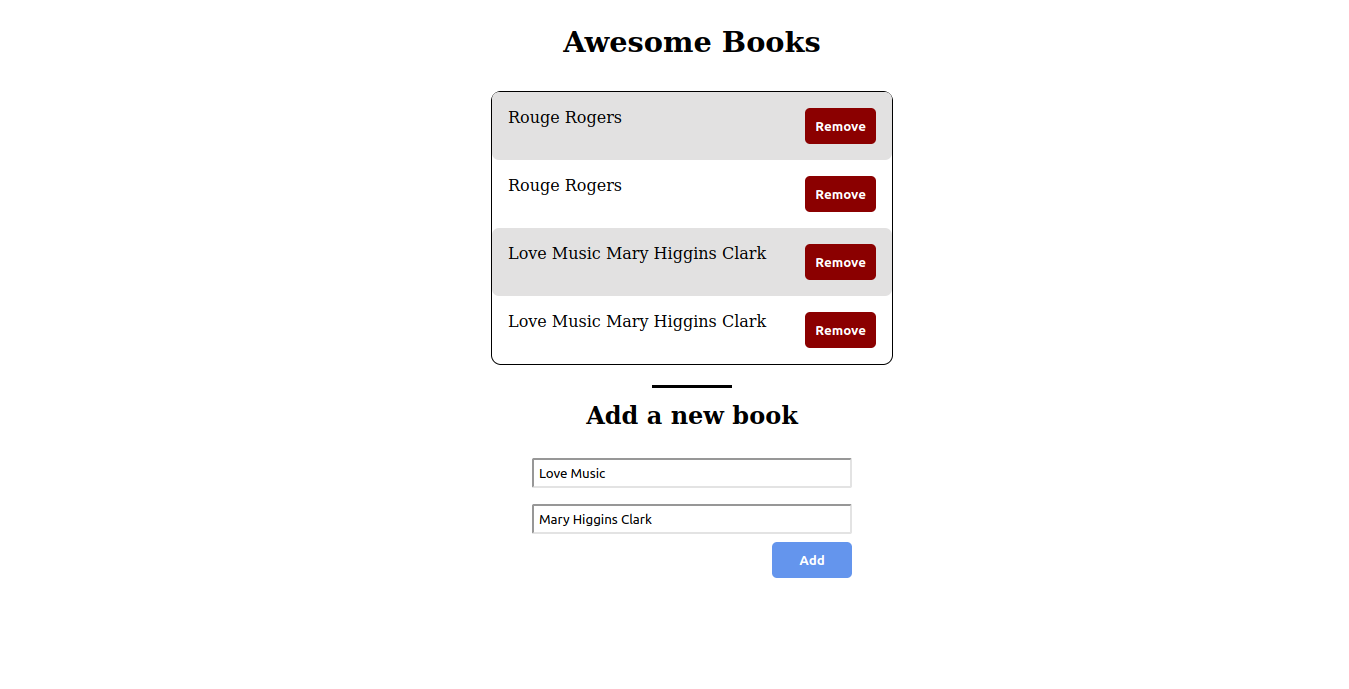 Awesome Books
Rouge Rogers
Remove
Rouge Rogers
Remove
Love Music Mary Higgins Clark
Remove
Love Music Mary Higgins Clark
Remove
Add a new book
Love Music
Mary Higgins Clark
Add